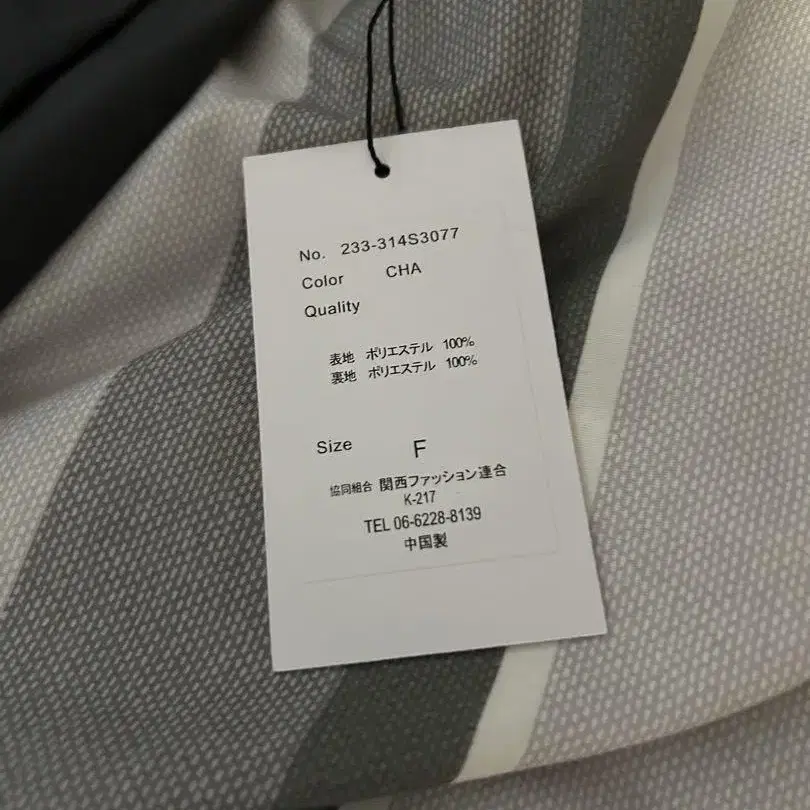 No. 233-314S3077
Color CHA
Quality
表地 ポリエステル 100%
裏地 ポリエステル 100%
Size F
協同組合 関西ファッション連合
K-217
TEL 06-6228-8139
中国製